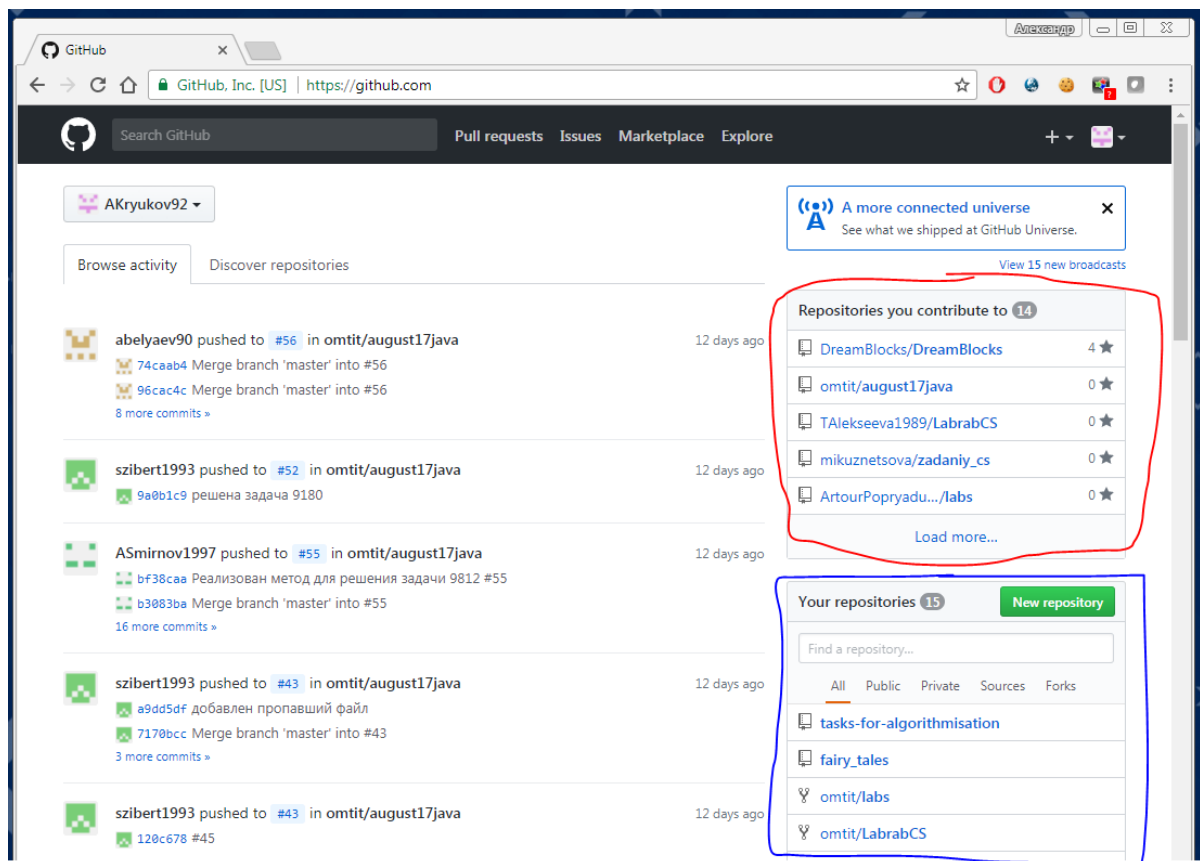 Александр
GitHub
GitHub, Inc. [US] | https://github.com
Search GitHub
Pull requests Issues Marketplace Explore
AKryukov92
Browse activity Discover repositories
abelyaev90 pushed to #56 in omtit/august17java 12 days ago
74caab4 Merge branch 'master' into #56
96cac4c Merge branch 'master' into #56
8 more commits »
szibert1993 pushed to #52 in omtit/august17java 12 days ago
9a0b1c9 решена задача 9180
ASmirnov1997 pushed to #55 in omtit/august17java 12 days ago
bf38caa Реализован метод для решения задачи 9812 #55
b3083ba Merge branch 'master' into #55
16 more commits »
szibert1993 pushed to #43 in omtit/august17java 12 days ago
a9dd5df добавлен пропавший файл
7170bcc Merge branch 'master' into #43
3 more commits »
szibert1993 pushed to #43 in omtit/august17java 12 days ago
120c678 #45
A more connected universe
See what we shipped at GitHub Universe.
View 15 new broadcasts
Repositories you contribute to 14
DreamBlocks/DreamBlocks 4
omtit/august17java 0
TAlekseeva1989/LabrabCS 0
mikuznetsova/zadaniy_cs 0
ArtourPopryadu.../labs 0
Load more...
Your repositories 15 New repository
Find a repository...
All Public Private Sources Forks
tasks-for-algorithmisation
fairy_tales
omtit/labs
omtit/LabrabCS